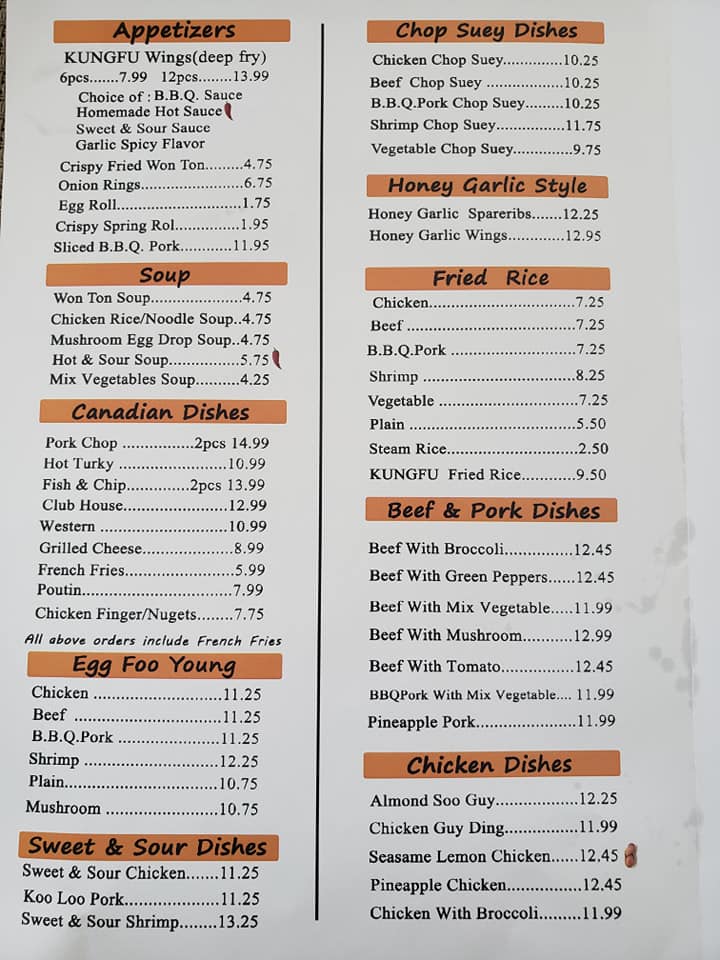 Appetizers
KUNGFU Wings(deep fry)
6pcs.......7.99 12pcs........13.99
Choice of : B.B.Q. Sauce
Homemade Hot Sauce
Sweet & Sour Sauce
Garlic Spicy Flavor
Crispy Fried Won Ton.........4.75
Onion Rings........................6.75
Egg Roll.............................1.75
Crispy Spring Rol...............1.95
Sliced B.B.Q. Pork............11.95
Soup
Won Ton Soup.....................4.75
Chicken Rice/Noodle Soup..4.75
Mushroom Egg Drop Soup..4.75
Hot & Sour Soup................5.75
Mix Vegetables Soup..........4.25
Canadian Dishes
Pork Chop ................2pcs 14.99
Hot Turky .........................10.99
Fish & Chip..............2pcs 13.99
Club House........................12.99
Western .............................10.99
Grilled Cheese.....................8.99
French Fries.........................5.99
Poutin..................................7.99
Chicken Finger/Nugets........7.75
All above orders include French Fries
Egg Foo Young
Chicken .............................11.25
Beef .................................11.25
B.B.Q.Pork .......................11.25
Shrimp ..............................12.25
Plain...................................10.75
Mushroom .........................10.75
Sweet & Sour Dishes
Sweet & Sour Chicken.......11.25
Koo Loo Pork.....................11.25
Sweet & Sour Shrimp........13.25
Chop Suey Dishes
Chicken Chop Suey.............10.25
Beef Chop Suey .................10.25
B.B.Q.Pork Chop Suey.........10.25
Shrimp Chop Suey...............11.75
Vegetable Chop Suey.............9.75
Honey Garlic Style
Honey Garlic Spareribs.......12.25
Honey Garlic Wings............12.95
Fried Rice
Chicken.................................7.25
Beef ......................................7.25
B.B.Q.Pork ............................7.25
Shrimp ..................................8.25
Vegetable ...............................7.25
Plain ......................................5.50
Steam Rice.............................2.50
KUNGFU Fried Rice............9.50
Beef & Pork Dishes
Beef With Broccoli...............12.45
Beef With Green Peppers......12.45
Beef With Mix Vegetable.....11.99
Beef With Mushroom...........12.99
Beef With Tomato................12.45
BBQPork With Mix Vegetable.... 11.99
Pineapple Pork......................11.99
Chicken Dishes
Almond Soo Guy..................12.25
Chicken Guy Ding................11.99
Seasame Lemon Chicken......12.45
Pineapple Chicken................12.45
Chicken With Broccoli.........11.99